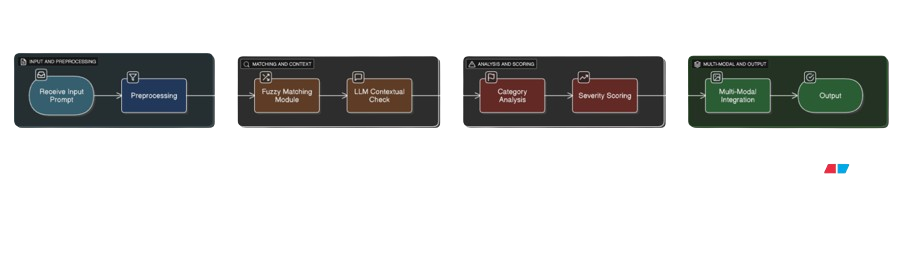 INPUT AND PREPROCESSING
Receive Input
Prompt
Preprocessing
MATCHING AND CONTEXT
Fuzzy Matching
Module
LLM Contextual
Check
ANALYSIS AND SCORING
Category
Analysis
Severity Scoring
MULTI-MODAL AND OUTPUT
Multi-Modal
Integration
Output